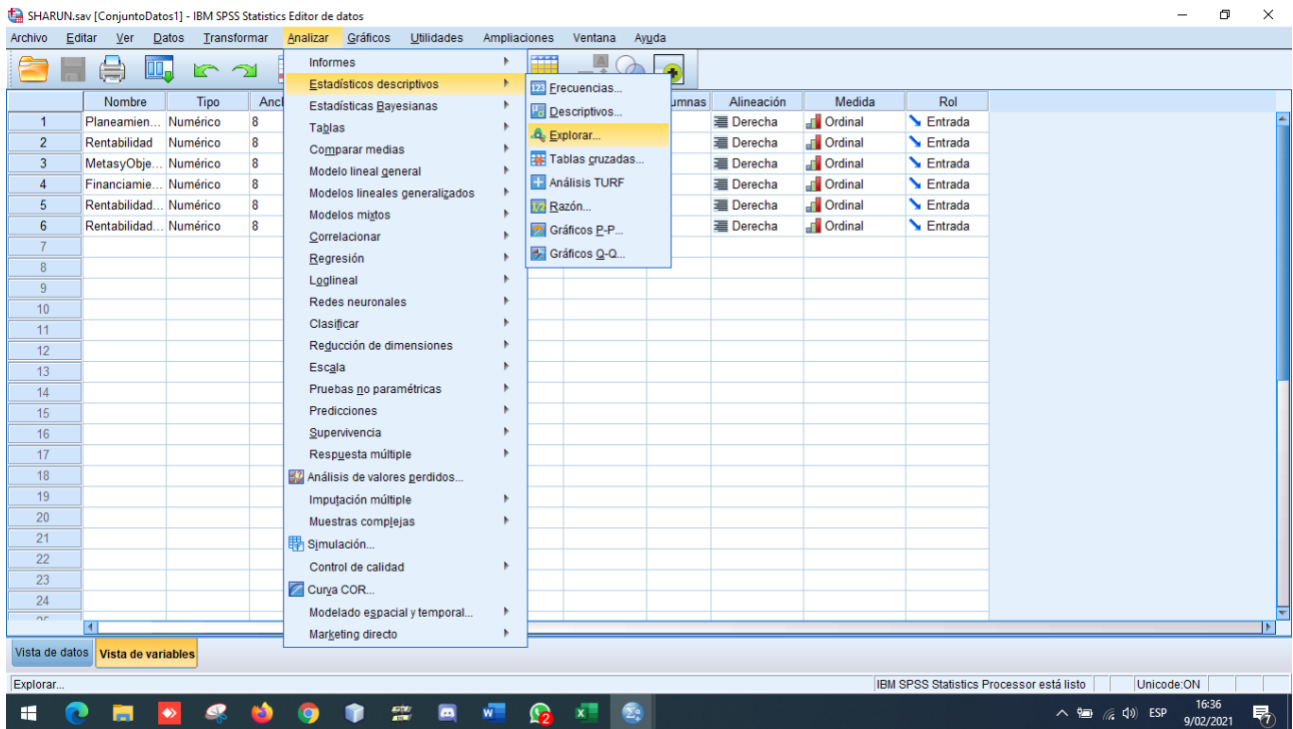 SHARUN.sav [ConjuntoDatos1] - IBM SPSS Statistics Editor de datos
Archivo Editar Ver Datos Transformar Analizar Gráficos Utilidades Ampliaciones Ventana Ayuda
Nombre Tipo Alineación Medida Rol
1 Planeamien... Numérico 8 Derecha Ordinal Entrada
2 Rentabilidad Numérico 8 Derecha Ordinal Entrada
3 MetasyObje... Numérico 8 Derecha Ordinal Entrada
4 Financiamie... Numérico 8 Derecha Ordinal Entrada
5 Rentabilidad... Numérico 8 Derecha Ordinal Entrada
6 Rentabilidad... Numérico 8 Derecha Ordinal Entrada
7
8
9
10
11
12
13
14
15
16
17
18
19
20
21
22
23
24
Informes
Estadísticos descriptivos
Estadísticas Bayesianas
Tablas
Comparar medias
Modelo lineal general
Modelos lineales generalizados
Modelos mixtos
Correlacionar
Regresión
Loglineal
Redes neuronales
Clasificar
Reducción de dimensiones
Escala
Pruebas no paramétricas
Predicciones
Supervivencia
Respuesta múltiple
Análisis de valores perdidos...
Imputación múltiple
Muestras complejas
Simulación...
Control de calidad
Curva COR...
Modelado espacial y temporal...
Marketing directo
123 Frecuencias...
Descriptivos...
Explorar...
Tablas cruzadas...
Análisis TURF
1/2 Razón...
Gráficos P-P...
Gráficos Q-Q...
Vista de datos Vista de variables
Explorar... IBM SPSS Statistics Processor está listo Unicode:ON
ESP 16:36
9/02/2021